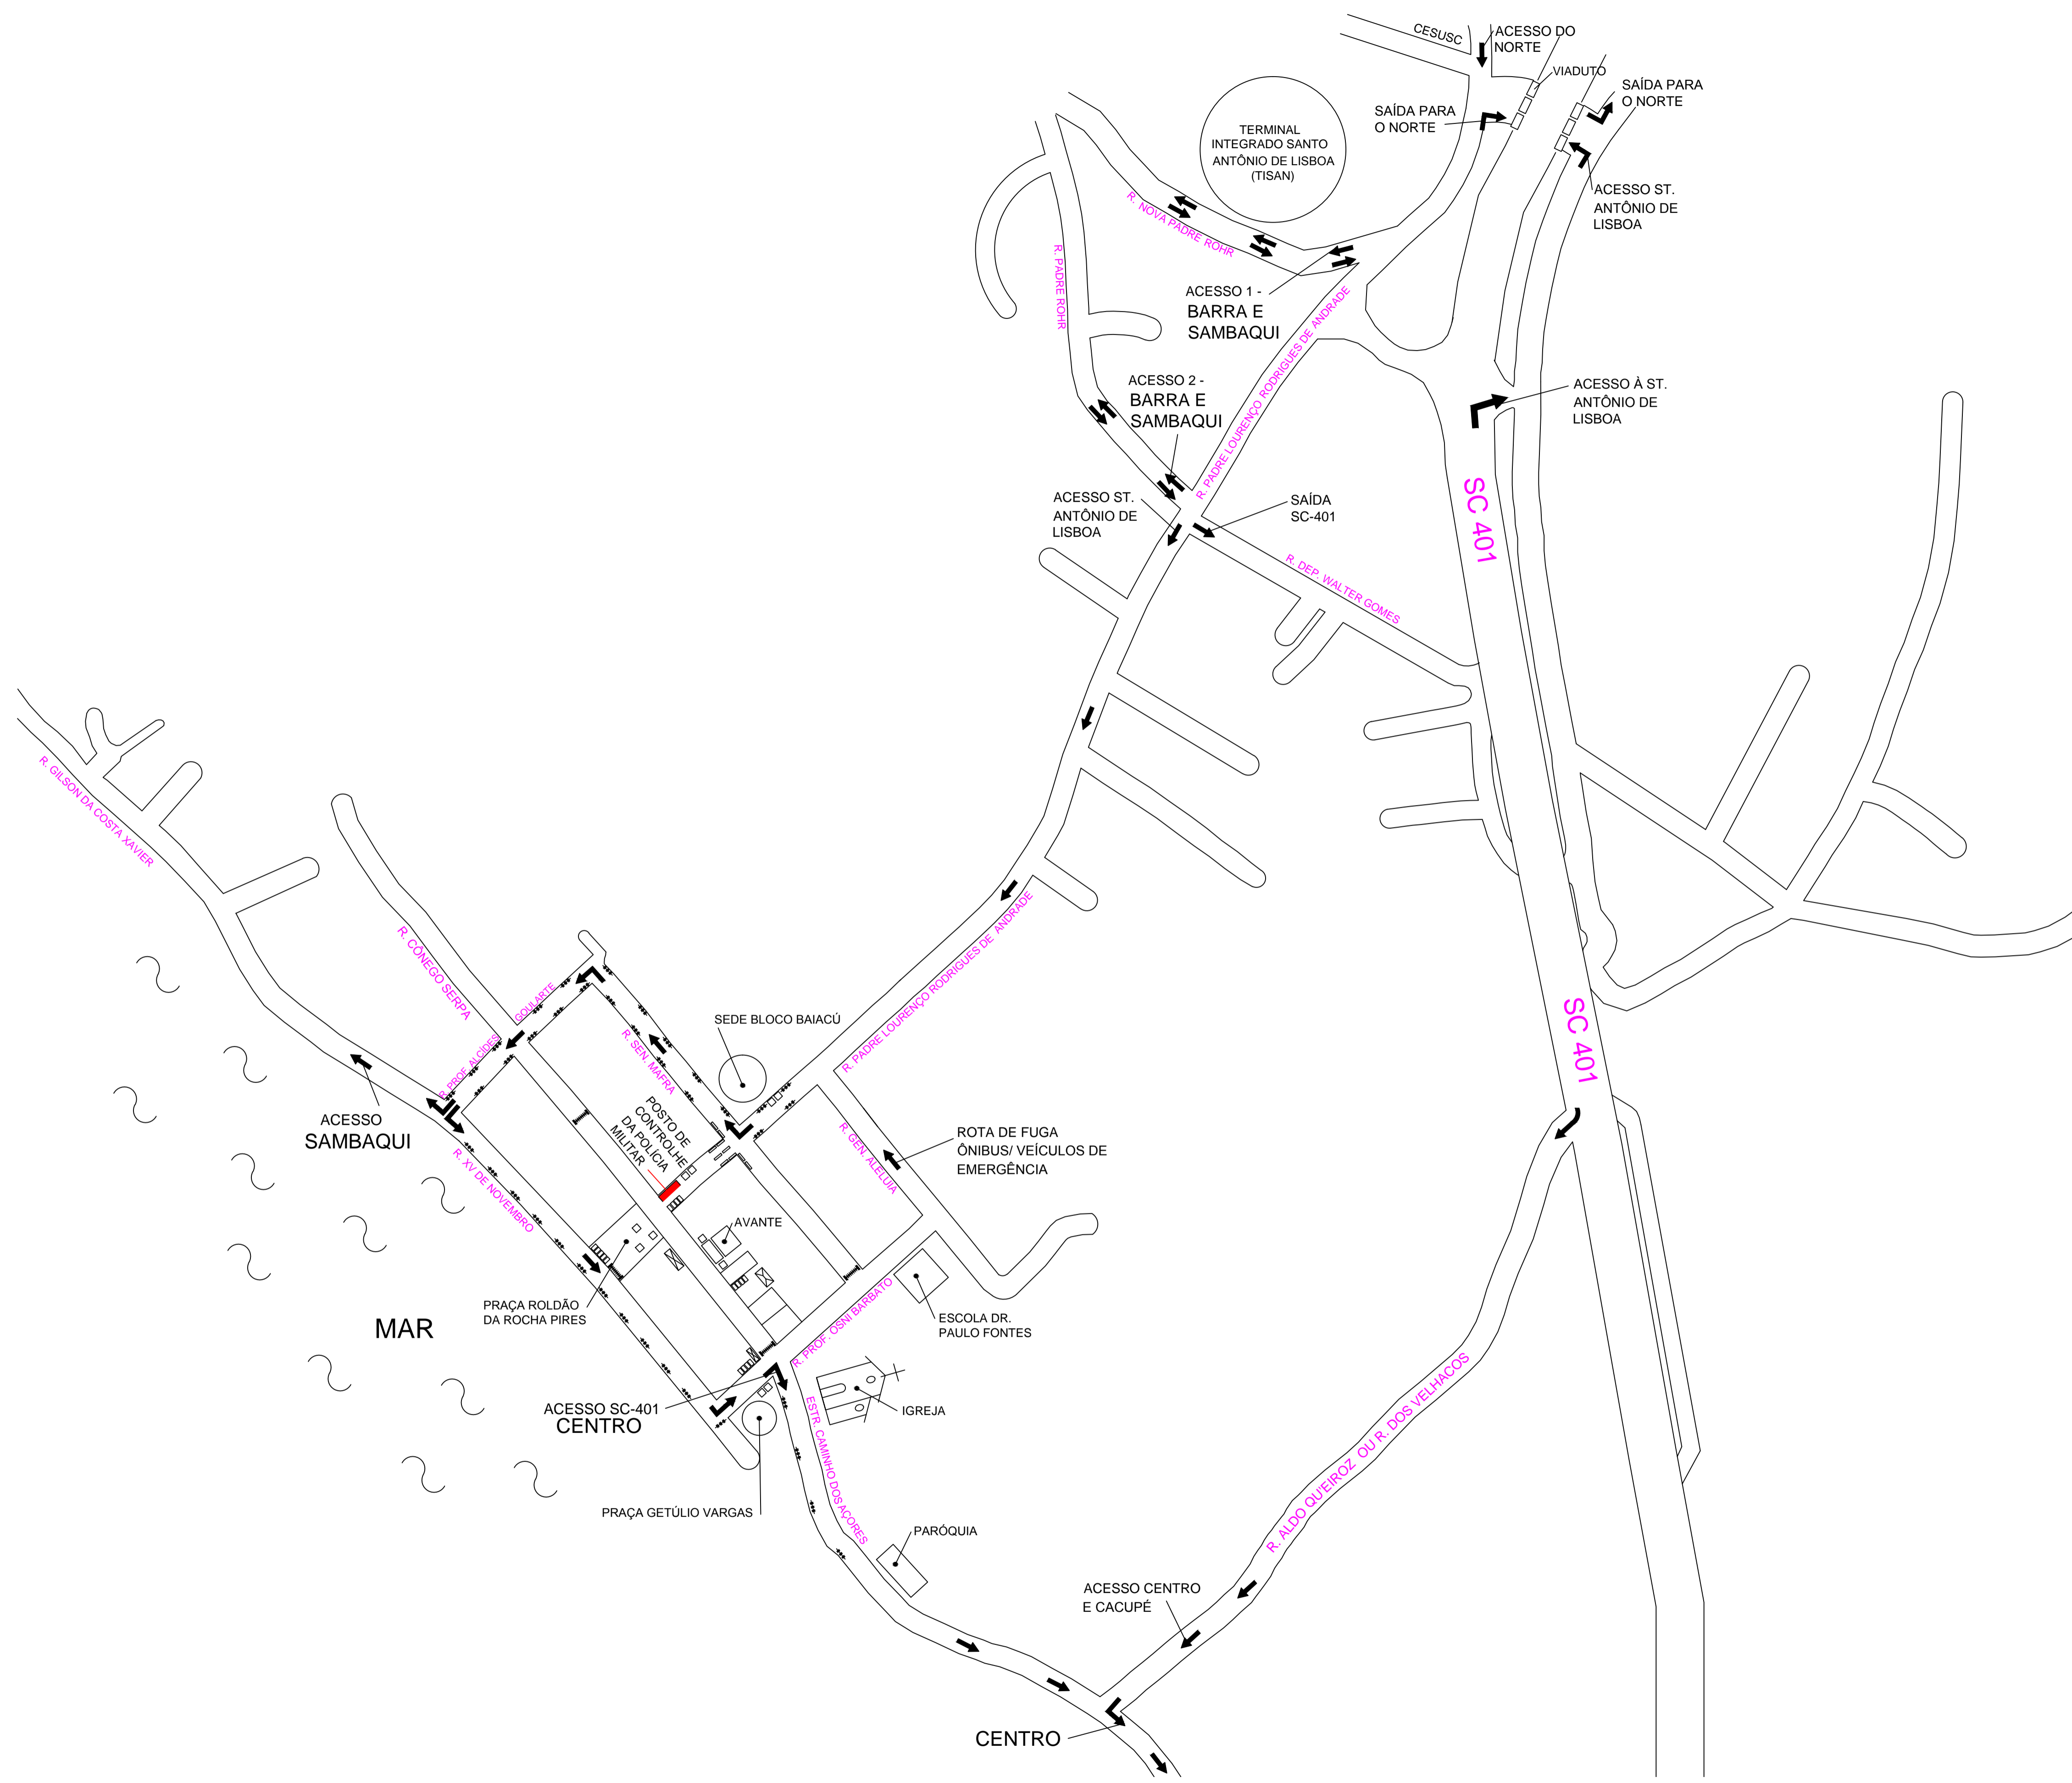 CESUSC
ACESSO DO
NORTE
VIADUTO
SAÍDA PARA
O NORTE
SAÍDA PARA
O NORTE
TERMINAL
INTEGRADO SANTO
ANTÔNIO DE LISBOA
(TISAN)
ACESSO ST.
ANTÔNIO DE
LISBOA
R. NOVA PADRE ROHR
R. PADRE ROHR
ACESSO 1 -
BARRA E
SAMBAQUI
R. PADRE LOURENÇO RODRIGUES DE ANDRADE
ACESSO 2 -
BARRA E
SAMBAQUI
ACESSO À ST.
ANTÔNIO DE
LISBOA
ACESSO ST.
ANTÔNIO DE
LISBOA
SAÍDA
SC-401
SC 401
R. DEP. WALTER GOMES
R. GILSON DA COSTA XAVIER
R. CÔNEGO SERPA
R. PADRE LOURENÇO RODRIGUES DE ANDRADE
R. PROF. ALCÍDES
GOULARTE
SEDE BLOCO BAIACÚ
R. SEN. MAFRA
SC 401
ACESSO
SAMBAQUI
POSTO DE
CONTROLHE
DA POLÍCIA
MILITAR
R. GEN. ALELUIA
ROTA DE FUGA
ÔNIBUS/ VEÍCULOS DE
EMERGÊNCIA
R. XV DE NOVEMBRO
AVANTE
PRAÇA ROLDÃO
DA ROCHA PIRES
MAR
R. PROF. OSNI BARBATO
ESCOLA DR.
PAULO FONTES
ACESSO SC-401
CENTRO
IGREJA
ESTR. CAMINHO DOS AÇORES
PRAÇA GETÚLIO VARGAS
PARÓQUIA
R. ALDO QU'EIROZ OU R. DOS VELHACOS
ACESSO CENTRO
E CACUPÉ
CENTRO